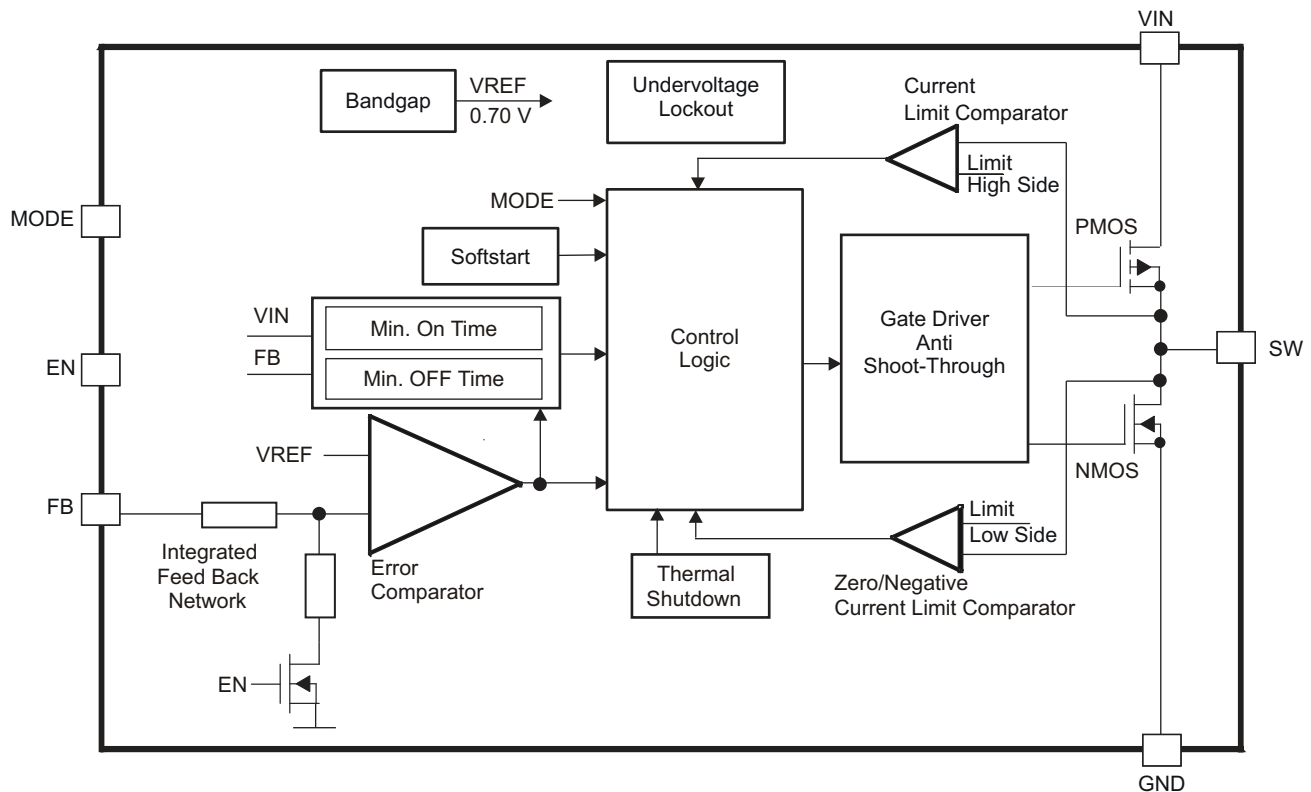 VIN
Bandgap
VREF
0.70 V
Undervoltage
Lockout
Current
Limit Comparator
Limit
High Side
MODE
MODE
PMOS
Softstart
VIN
FB
Min. On Time
Min. OFF Time
Control
Logic
Gate Driver
Anti
Shoot-Through
SW
EN
VREF
NMOS
FB
Integrated
Feed Back
Network
Error
Comparator
Thermal
Shutdown
Limit
Low Side
Zero/Negative
Current Limit Comparator
EN
GND